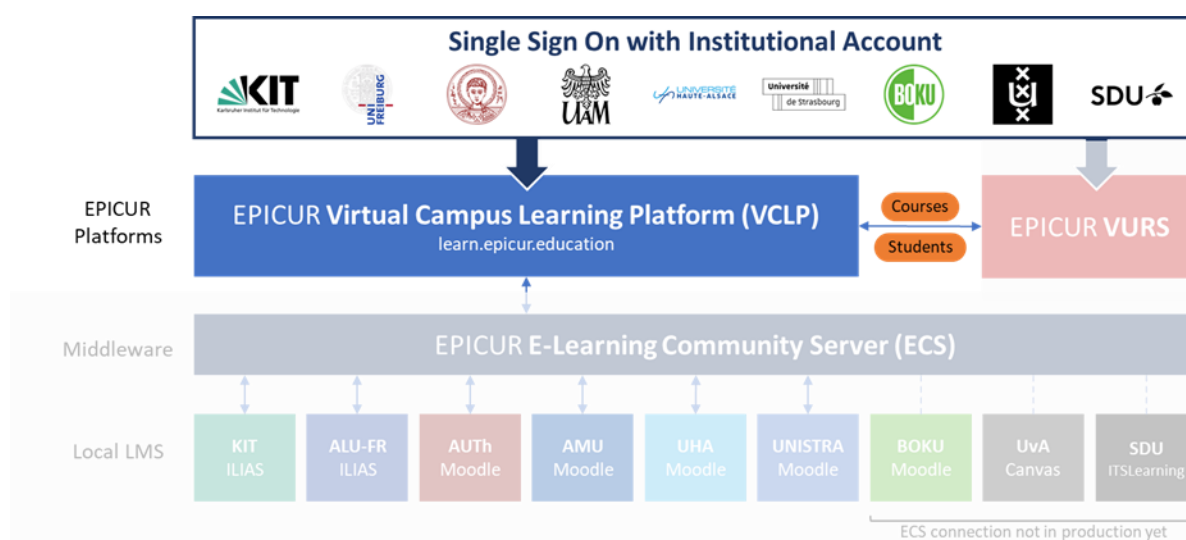 Single Sign On with Institutional Account
KIT
Karlsruher Institut für Technologie
UNI
FREIBURG
UAM
UNIVERSITÉ
HAUTE-ALSACE
Université
de Strasbourg
BOKU
SDU
EPICUR
Platforms
EPICUR Virtual Campus Learning Platform (VCLP)
learn.epicur.education
Courses
Students
EPICUR VURS
Middleware
EPICUR E-Learning Community Server (ECS)
Local LMS
KIT
ILIAS
ALU-FR
ILIAS
AUTh
Moodle
AMU
Moodle
UHA
Moodle
UNISTRA
Moodle
BOKU
Moodle
UvA
Canvas
SDU
ITSLearning
ECS connection not in production yet